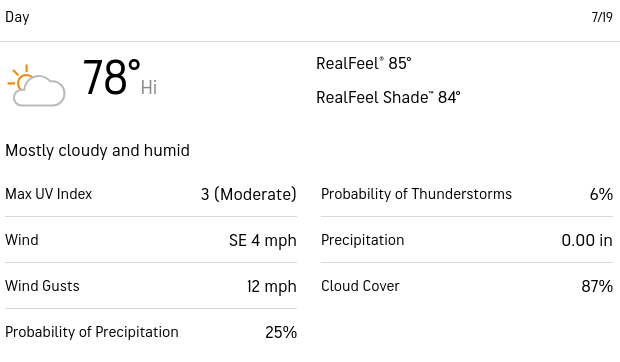 Day 7/19
78° Hi
RealFeel® 85°
RealFeel Shade™ 84°
Mostly cloudy and humid
Max UV Index 3 (Moderate)
Wind SE 4 mph
Wind Gusts 12 mph
Probability of Precipitation 25%
Probability of Thunderstorms 6%
Precipitation 0.00 in
Cloud Cover 87%